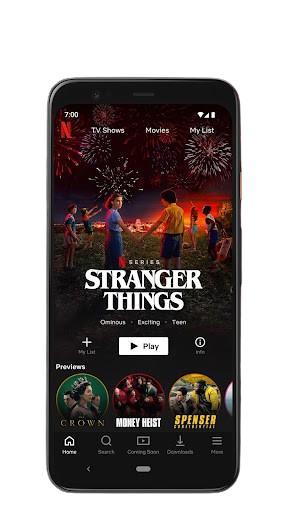 7:00
N
TV Shows
Movies
My List
N SERIES
STRANGER
THINGS
Ominous · Exciting · Teen
My List
Play
Info
Previews
CROWN
MONEY HEIST
SPENSER
CONFIDENTIAL
Home
Search
Coming Soon
Downloads
More